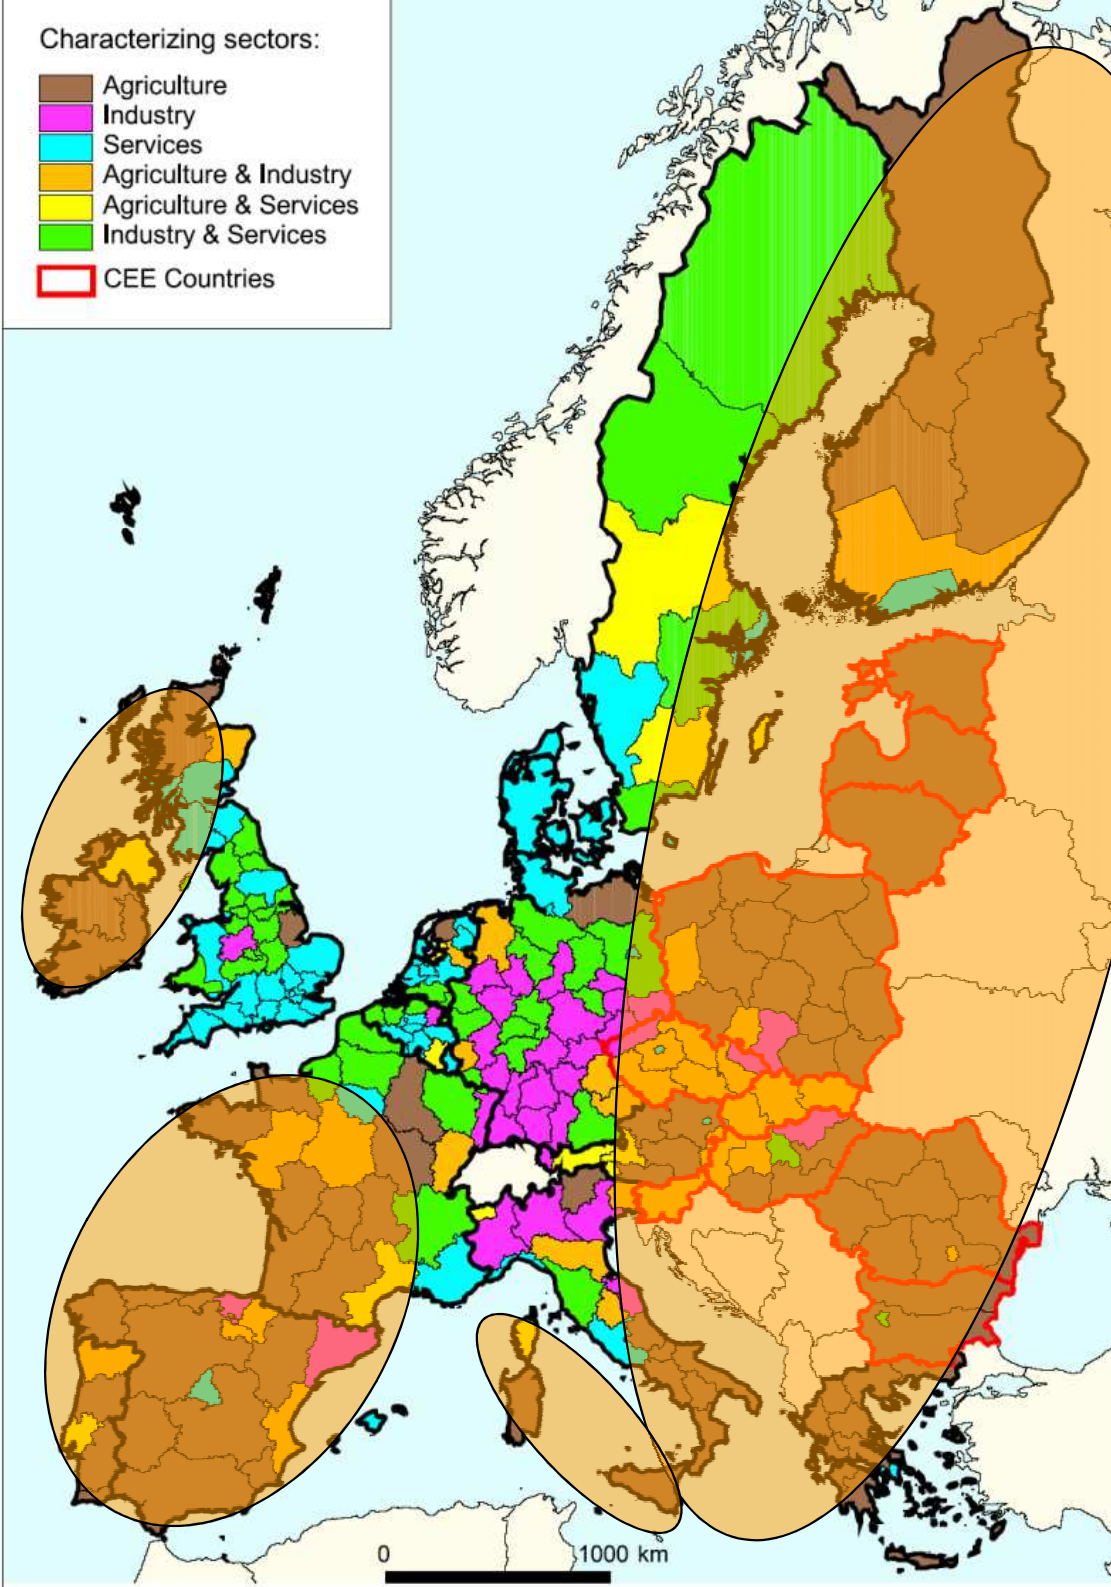 Characterizing sectors:
Agriculture
Industry
Services
Agriculture & Industry
Agriculture & Services
Industry & Services
CEE Countries
0 1000 km